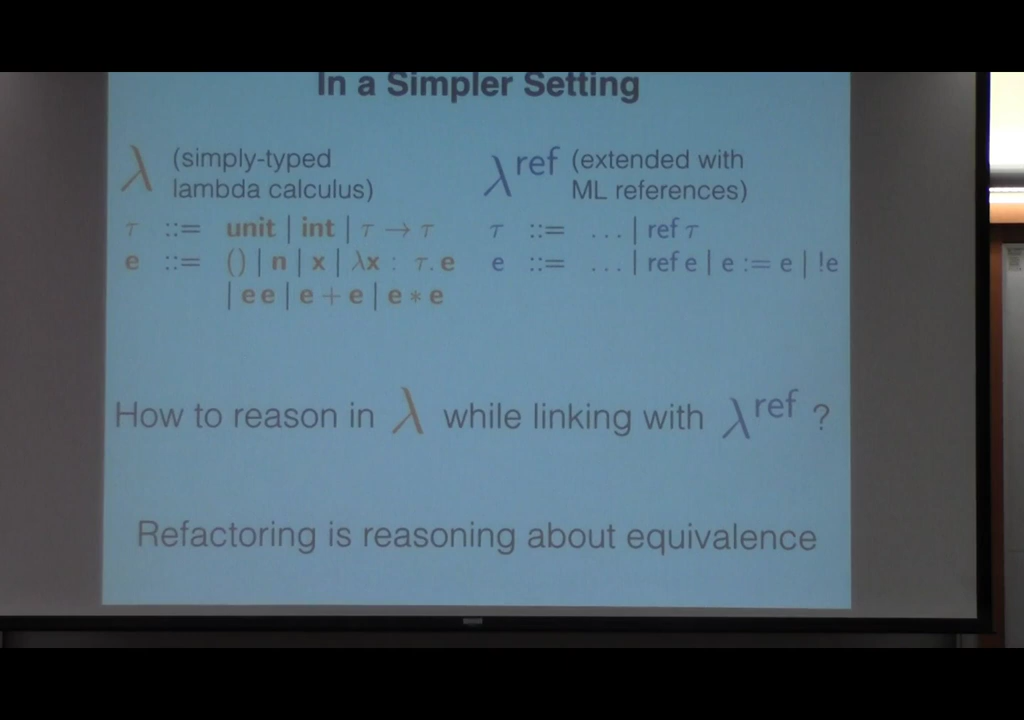 In a Simpler Setting
λ (simply-typed lambda calculus)
τ ::= unit | int | τ → τ
e ::= () | n | x | λx : τ. e
| e e | e + e | e * e
λ^ref (extended with ML references)
τ ::= ... | ref τ
e ::= ... | ref e | e := e | !e
How to reason in λ while linking with λ^ref ?
Refactoring is reasoning about equivalence